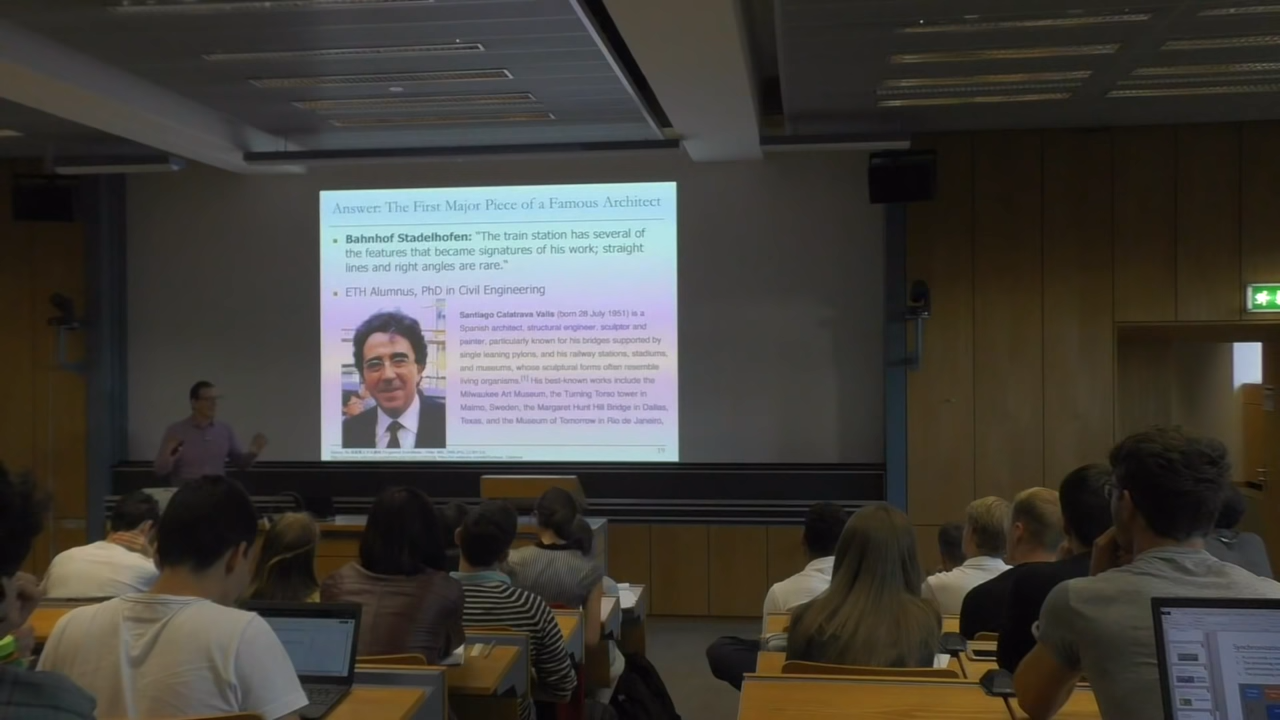 Answer: The First Major Piece of a Famous Architect
Bahnhof Stadelhofen: "The train station has several of
the features that became signatures of his work; straight
lines and right angles are rare."
ETH Alumnus, PhD in Civil Engineering
Santiago Calatrava Valls (born 28 July 1951) is a
Spanish architect, structural engineer, sculptor and
painter, particularly known for his bridges supported by
single leaning pylons, and his railway stations, stadiums,
and museums, whose sculptural forms often resemble
living organisms.[1] His best-known works include the
Milwaukee Art Museum, the Turning Torso tower in
Malmo, Sweden, the Margaret Hunt Hill Bridge in Dallas,
Texas, and the Museum of Tomorrow in Rio de Janeiro,